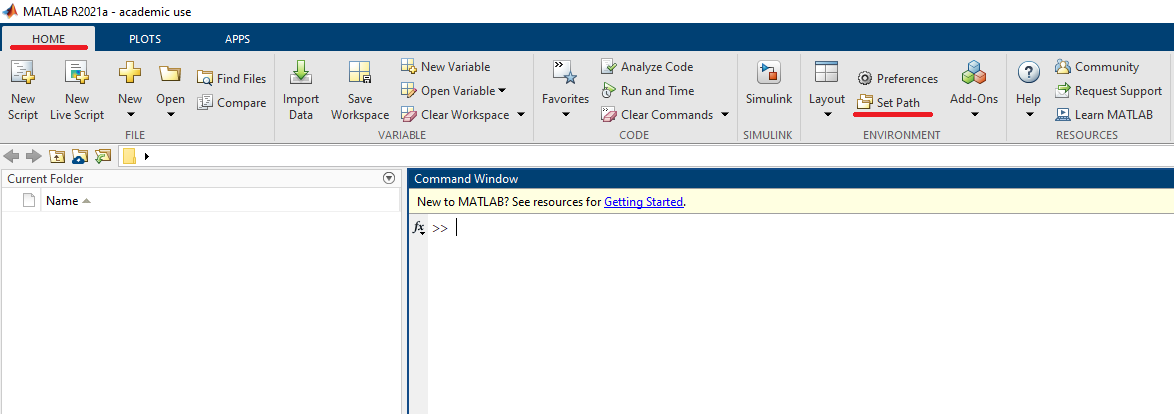 MATLAB R2021a - academic use
HOME PLOTS APPS
New Script
New Live Script
New
Open
Find Files
Compare
FILE
Import Data
Save Workspace
New Variable
Open Variable
Clear Workspace
VARIABLE
Favorites
Analyze Code
Run and Time
Clear Commands
CODE
Simulink
SIMULINK
Layout
Preferences
Set Path
Add-Ons
ENVIRONMENT
Help
Community
Request Support
Learn MATLAB
RESOURCES
Current Folder
Name
Command Window
New to MATLAB? See resources for Getting Started.
fx >>